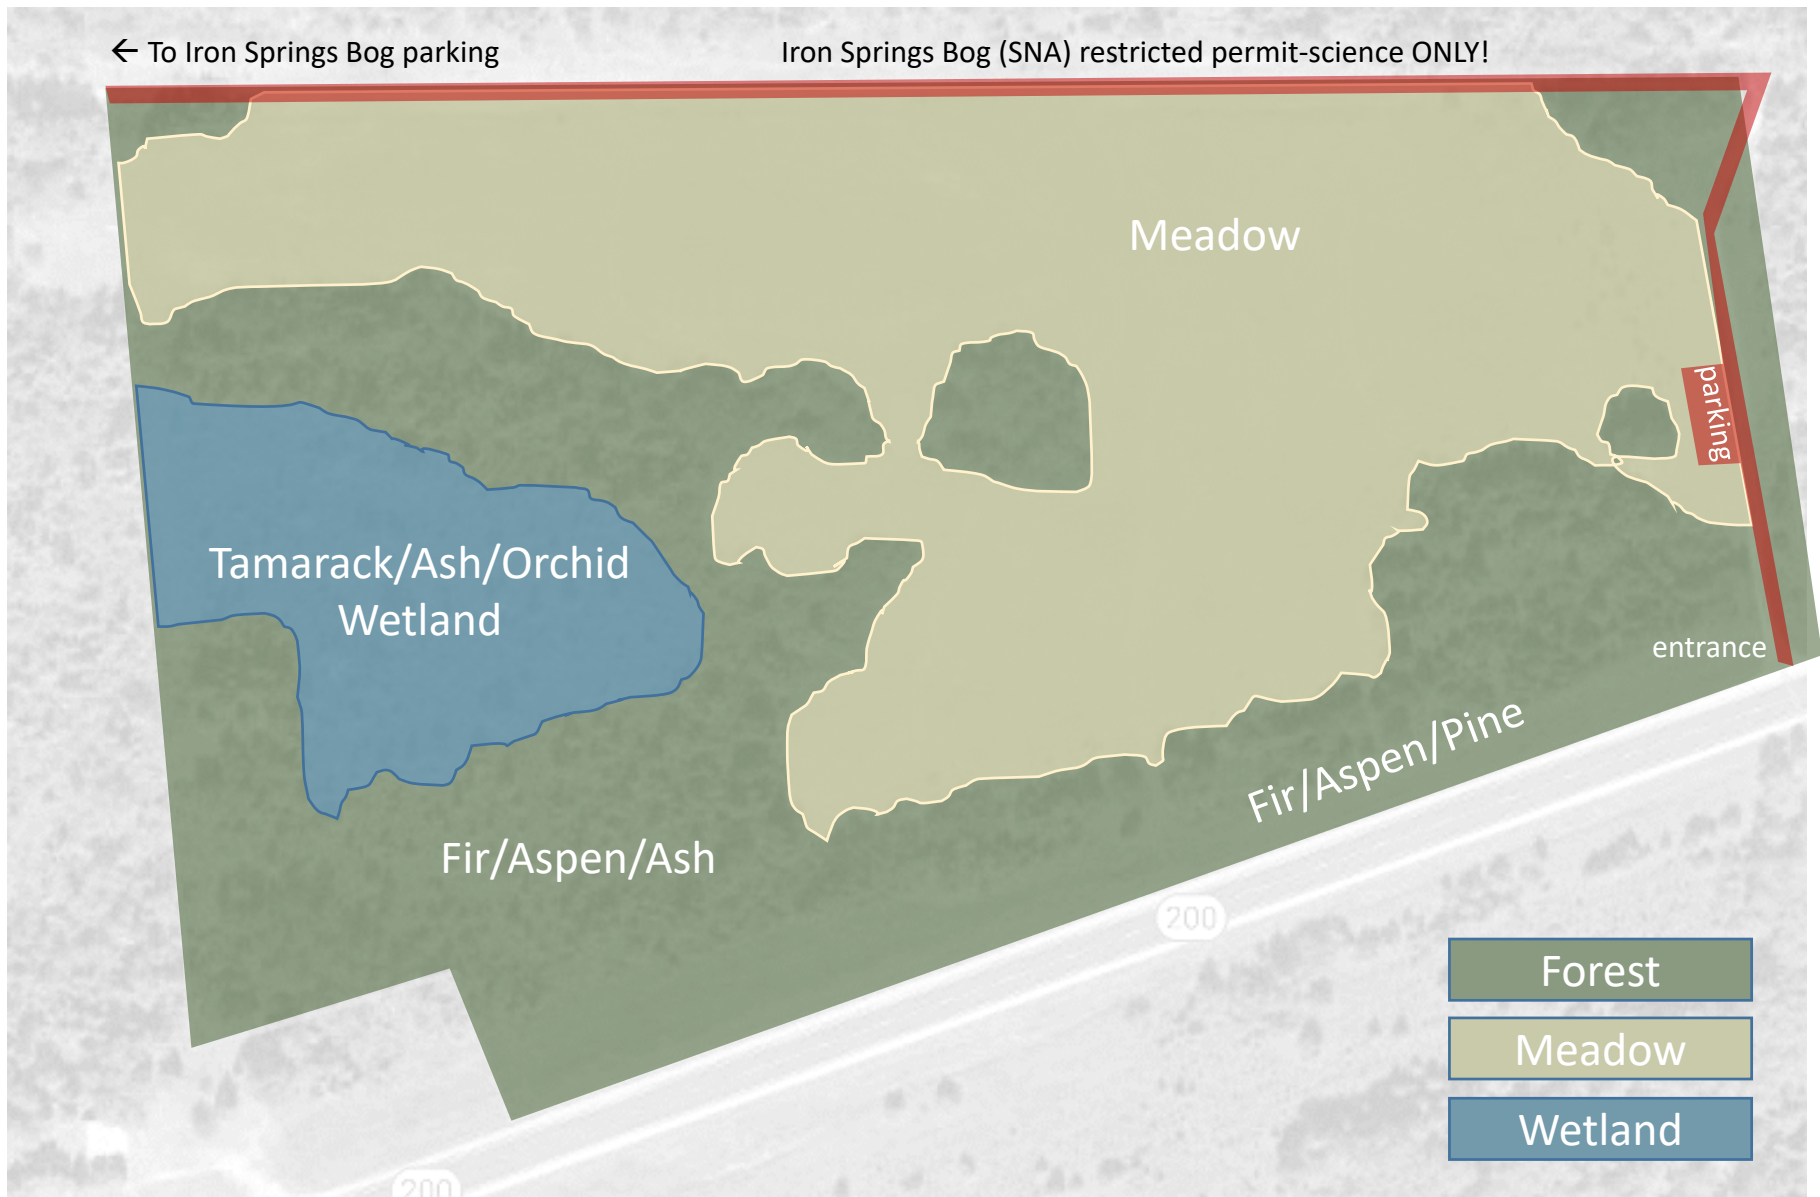 ← To Iron Springs Bog parking
Iron Springs Bog (SNA) restricted permit-science ONLY!
Meadow
parking
Tamarack/Ash/Orchid
Wetland
entrance
Fir/Aspen/Pine
Fir/Aspen/Ash
200
Forest
Meadow
Wetland
200